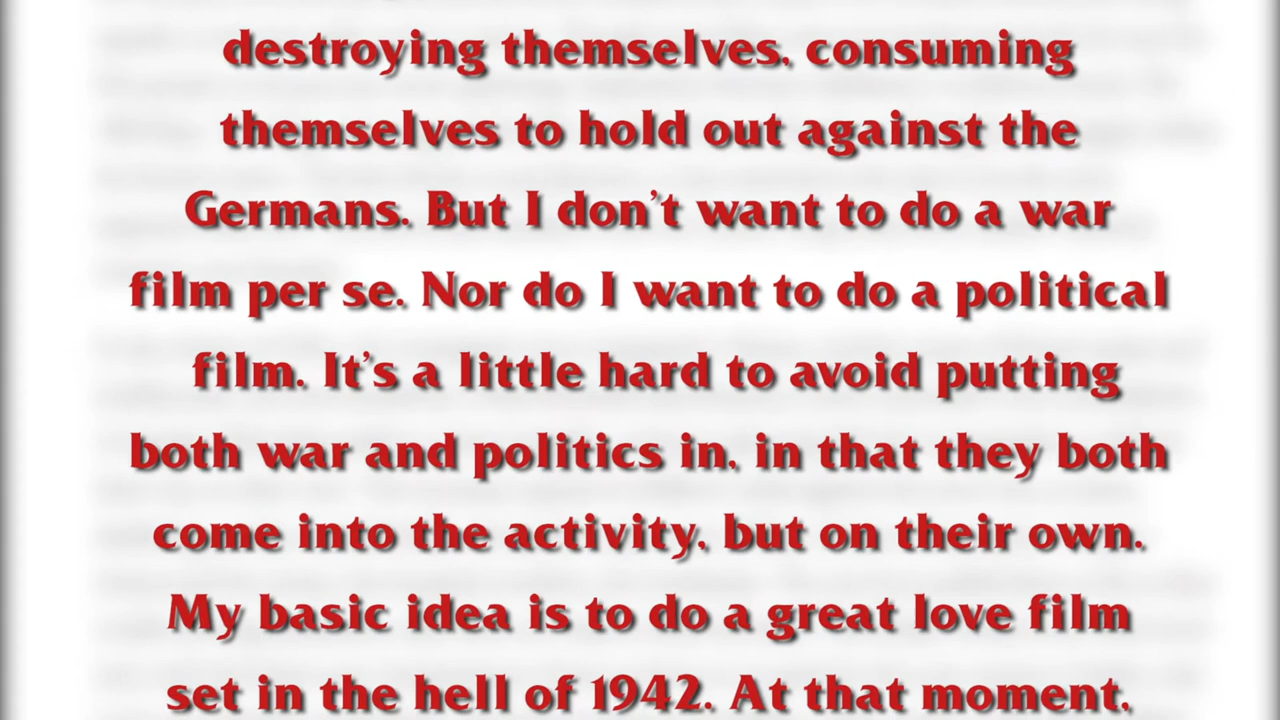 destroying themselves, consuming
themselves to hold out against the
Germans. But I don't want to do a war
film per se. Nor do I want to do a political
film. It's a little hard to avoid putting
both war and politics in, in that they both
come into the activity, but on their own.
My basic idea is to do a great love film
set in the hell of 1942. At that moment,